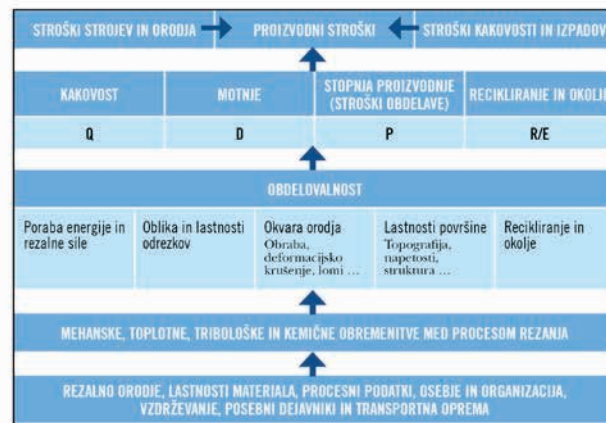 STROŠKI STROJEV IN ORODJA PROIZVODNI STROŠKI STROŠKI KAKOVOSTI IN IZPADOV
KAKOVOST MOTNJE STOPNJA PROIZVODNJE (STROŠKI OBDELAVE) RECIKLIRANJE IN OKOLJE
Q D P R/E
OBDELOVALNOST
Poraba energije in
rezalne sile
Oblika in lastnosti
odrezkov
Okvara orodja
Obraba,
deformacijsko
krušenje, lomi ...
Lastnosti površine
Topografija,
napetosti,
struktura ...
Recikliranje in
okolje
MEHANSKE, TOPLOTNE, TRIBOLOŠKE IN KEMIČNE OBREMENITVE MED PROCESOM REZANJA
REZALNO ORODJE, LASTNOSTI MATERIALA, PROCESNI PODATKI, OSEBJE IN ORGANIZACIJA,
VZDRŽEVANJE, POSEBNI DEJAVNIKI IN TRANSPORTNA OPREMA